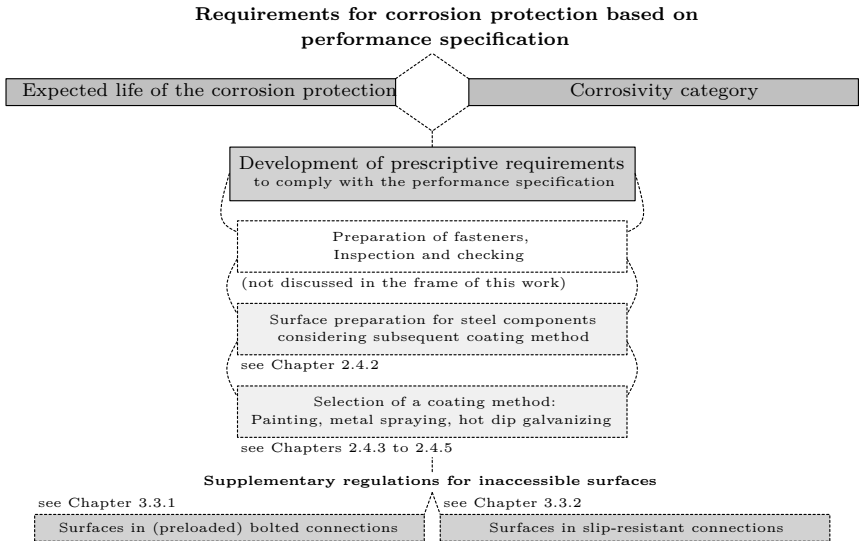 Requirements for corrosion protection based on
performance specification
Expected life of the corrosion protection
Corrosivity category
Development of prescriptive requirements
to comply with the performance specification
Preparation of fasteners,
Inspection and checking
(not discussed in the frame of this work)
Surface preparation for steel components
considering subsequent coating method
see Chapter 2.4.2
Selection of a coating method:
Painting, metal spraying, hot dip galvanizing
see Chapters 2.4.3 to 2.4.5
Supplementary regulations for inaccessible surfaces
see Chapter 3.3.1
Surfaces in (preloaded) bolted connections
see Chapter 3.3.2
Surfaces in slip-resistant connections